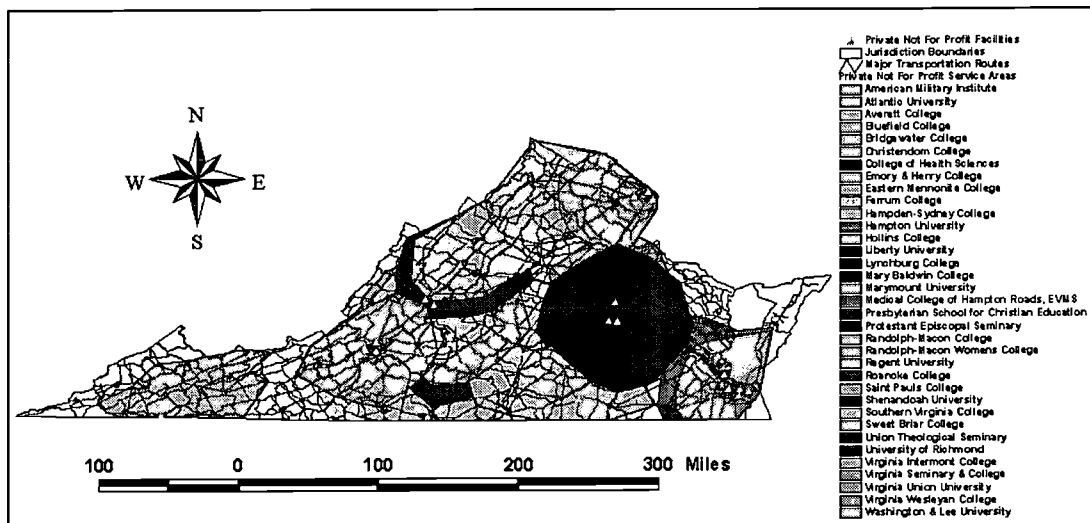 N
W
E
S
100 0 100 200 300 Miles
Private Not For Profit Facilities
Jurisdiction Boundaries
Major Transportation Routes
Private Not For Profit Service Areas
American Military Institute
Atlantic University
Averett College
Bluefield College
Bridgewater College
Christendom College
College of Health Sciences
Emory & Henry College
Eastern Mennonite College
Ferrum College
Hampden-Sydney College
Hampton University
Hollins College
Liberty University
Lynchburg College
Mary Baldwin College
Marymount University
Medical College of Hampton Roads, EVMS
Presbyterian School for Christian Education
Protestant Episcopal Seminary
Randolph-Macon College
Randolph-Macon Womens College
Regent University
Roanoke College
Saint Pauls College
Shenandoah University
Southern Virginia College
Sweet Briar College
Union Theological Seminary
University of Richmond
Virginia Intermont College
Virginia Seminary & College
Virginia Union University
Virginia Wesleyan College
Washington & Lee University